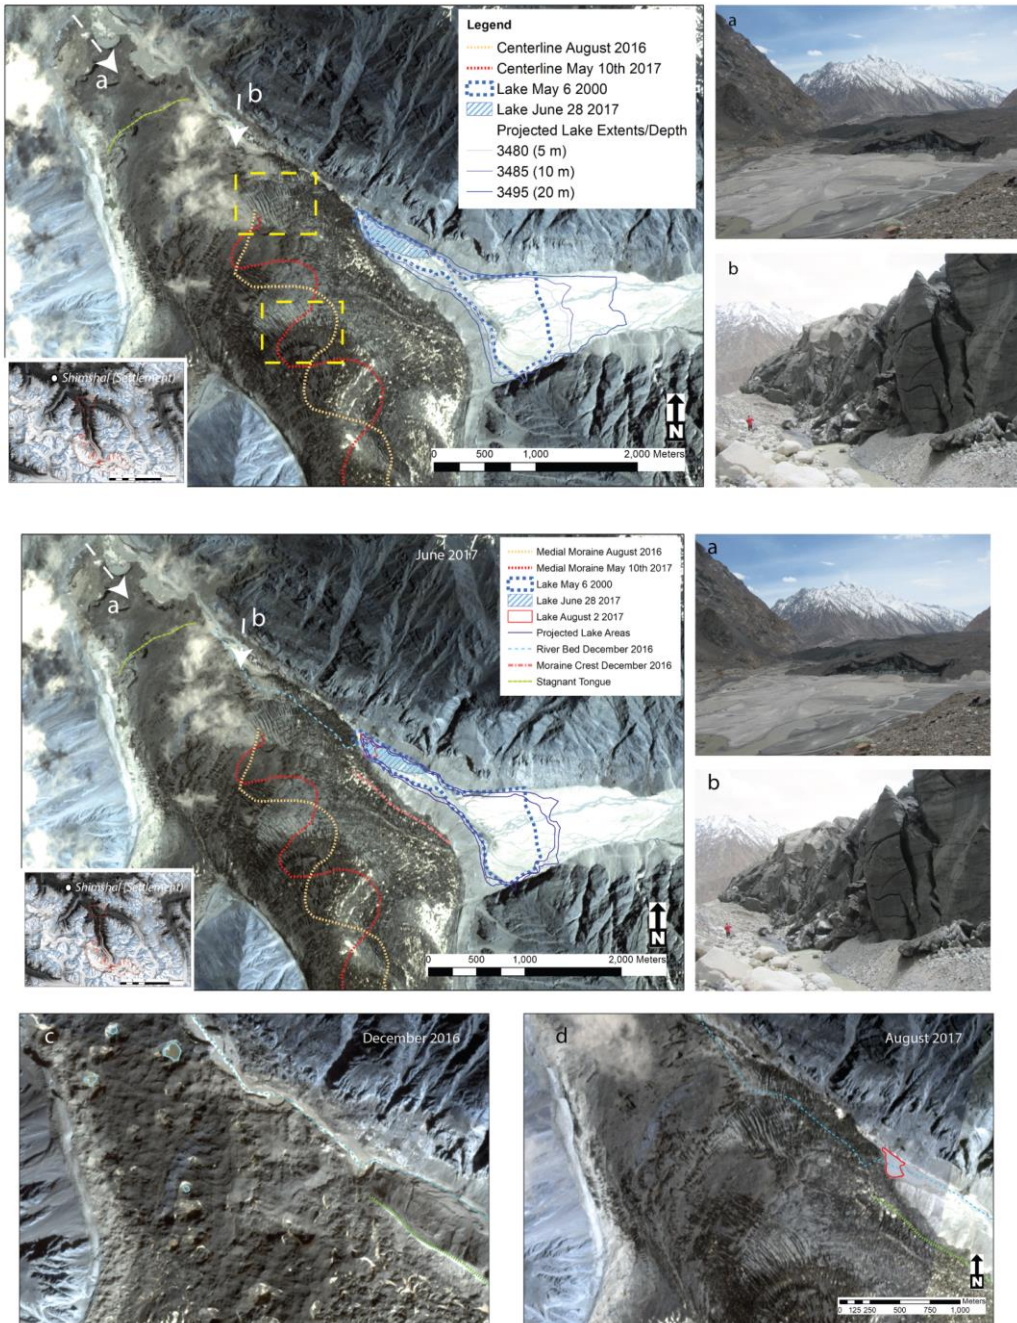 a
b
Legend
Centerline August 2016
Centerline May 10th 2017
Lake May 6 2000
Lake June 28 2017
Projected Lake Extents/Depth
3480 (5 m)
3485 (10 m)
3495 (20 m)
N
0 500 1,000 2,000 Meters
Shimshal (Settlement)
a
b
June 2017
a
b
Medial Moraine August 2016
Medial Moraine May 10th 2017
Lake May 6 2000
Lake June 28 2017
Lake August 2 2017
Projected Lake Areas
River Bed December 2016
Moraine Crest December 2016
Stagnant Tongue
N
0 500 1,000 2,000 Meters
Shimshal (Settlement)
a
b
c
December 2016
d
August 2017
N
Meters
0 125 250 500 750 1,000